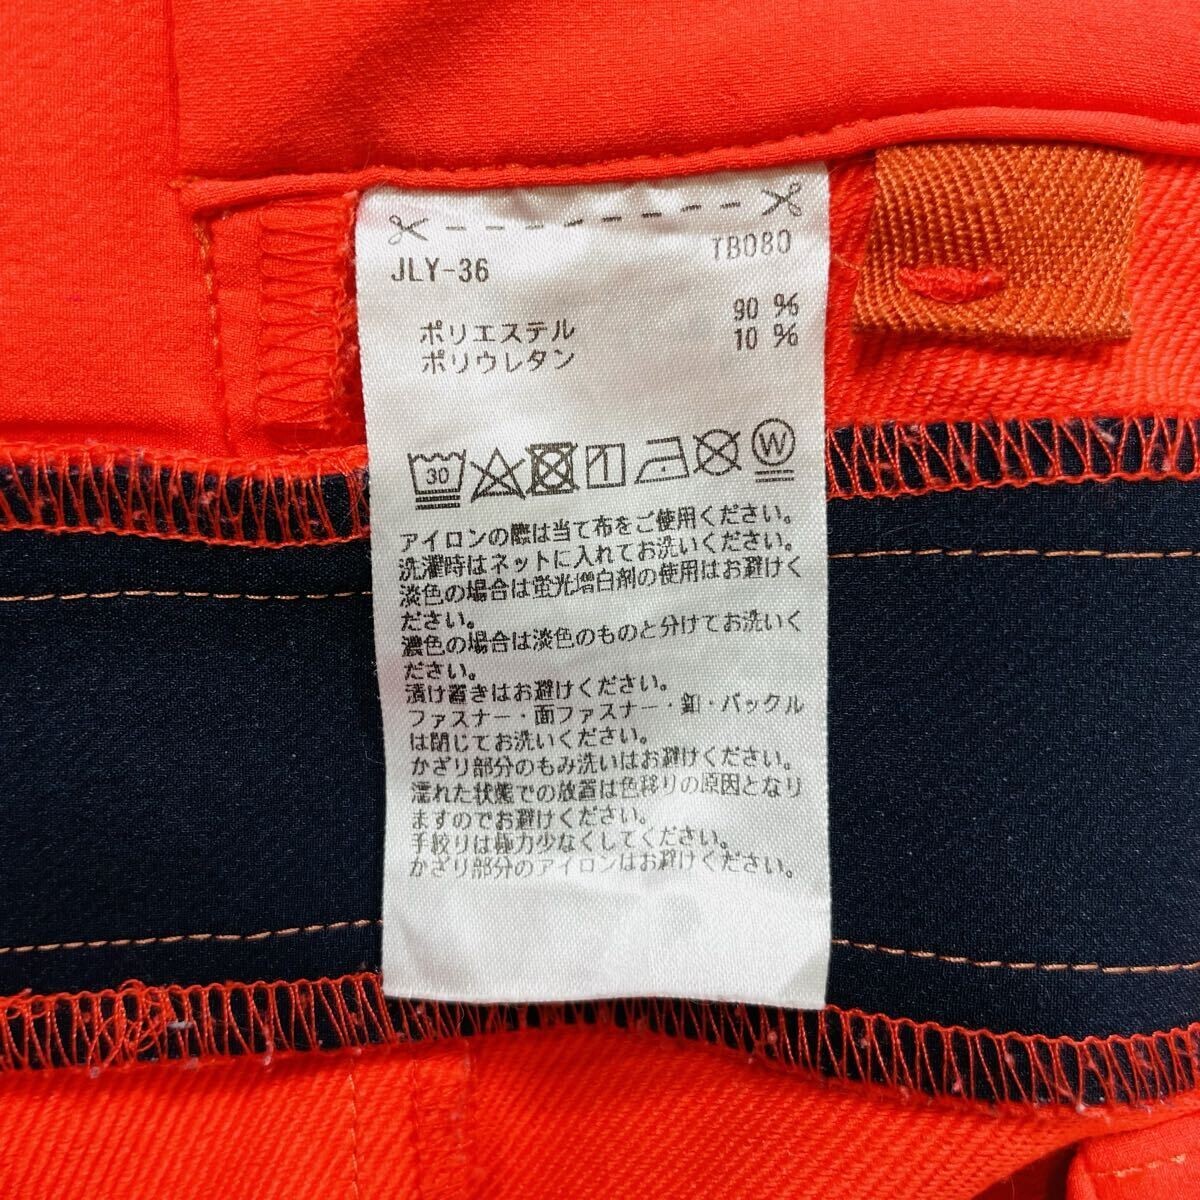 TB080
JLY-36
ポリエステル 90 %
ポリウレタン 10 %
30 W
アイロンの際は当て布をご使用ください。
洗濯時はネットに入れてお洗いください。
淡色の場合は蛍光増白剤の使用はお避けく
ださい。
濃色の場合は淡色のものと分けてお洗いく
ださい。
漬け置きはお避けください。
ファスナー・面ファスナー・釦・バックル
は閉じてお洗いください。
かざり部分のもみ洗いはお避けください。
濡れた状態での放置は色移りの原因となり
ますのでお避けください。
手絞りは極力少なくしてください。
かざり部分のアイロンはお避けください。